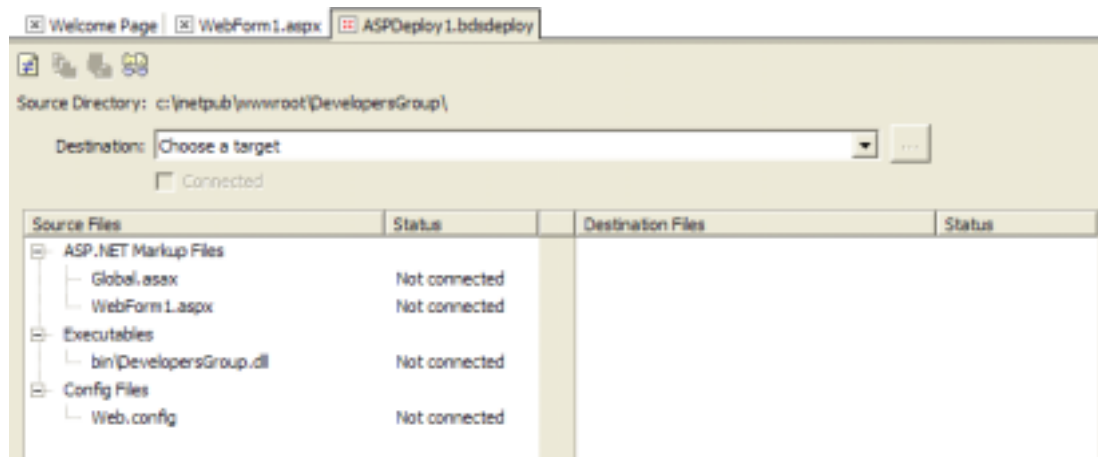 Welcome Page WebForm1.aspx ASPDeploy1.bdsdeploy
Source Directory: c:\inetpub\wwwroot\DevelopersGroup\
Destination: Choose a target ...
Connected
Source Files Status Destination Files Status
ASP.NET Markup Files
Global.asax Not connected
WebForm1.aspx Not connected
Executables
bin\DevelopersGroup.dll Not connected
Config Files
Web.config Not connected